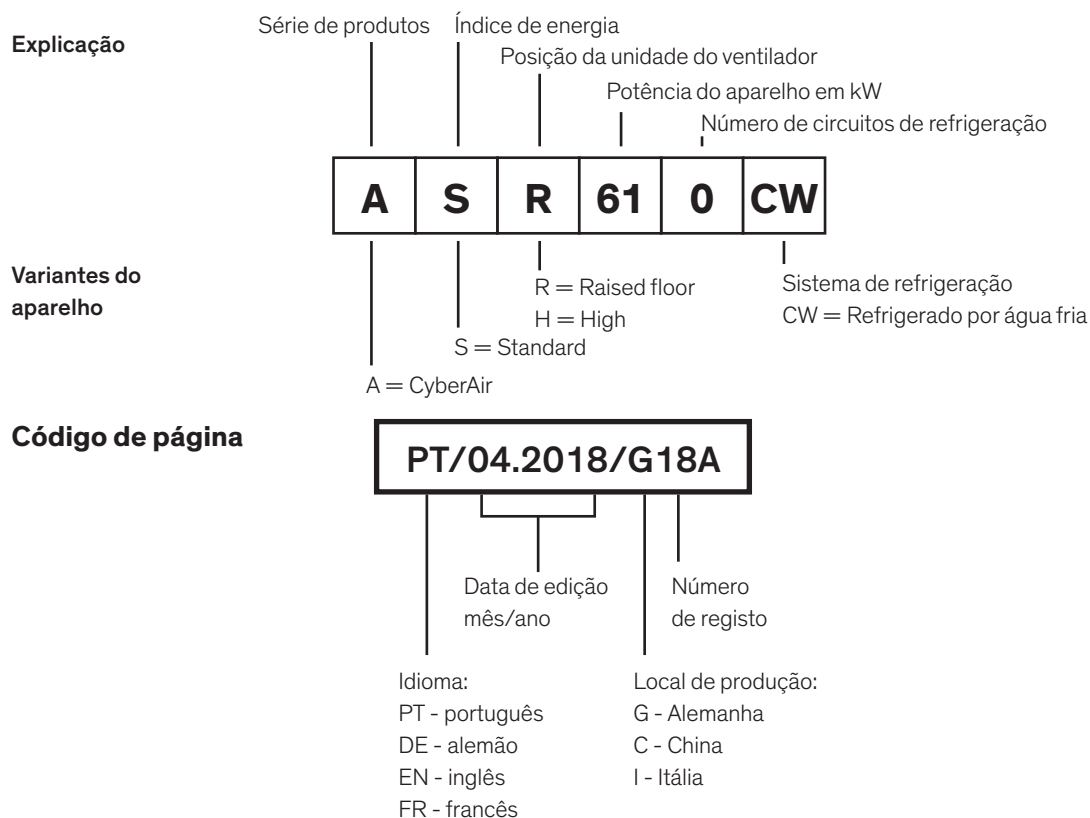 Explicação
Série de produtos
Índice de energia
Posição da unidade do ventilador
Potência do aparelho em kW
Número de circuitos de refrigeração
A S R 61 0 CW
Variantes do
aparelho
R = Raised floor
H = High
Sistema de refrigeração
CW = Refrigerado por água fria
S = Standard
A = CyberAir
Código de página
PT/04.2018/G18A
Data de edição
mês/ano
Número
de registo
Idioma:
PT - português
DE - alemão
EN - inglês
FR - francês
Local de produção:
G - Alemanha
C - China
I - Itália